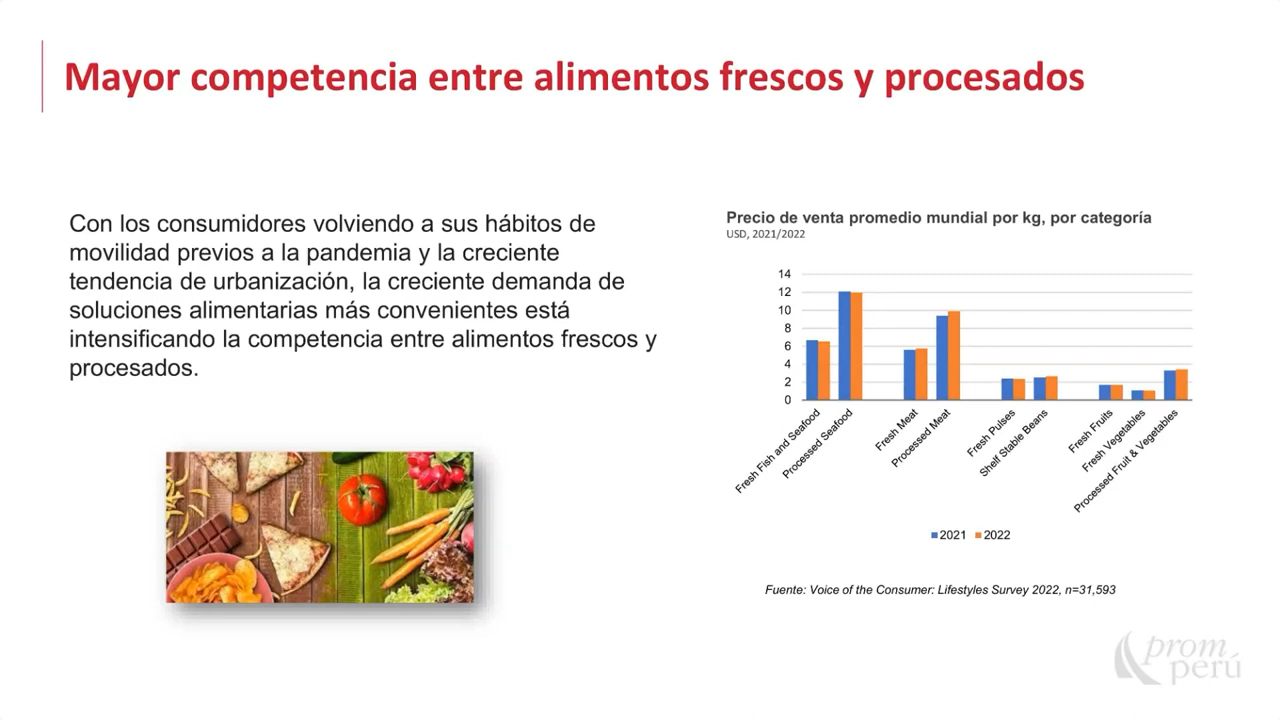 Mayor competencia entre alimentos frescos y procesados
Con los consumidores volviendo a sus hábitos de
movilidad previos a la pandemia y la creciente
tendencia de urbanización, la creciente demanda de
soluciones alimentarias más convenientes está
intensificando la competencia entre alimentos frescos y
procesados.
Precio de venta promedio mundial por kg, por categoría
USD, 2021/2022
14
12
10
8
6
4
2
0
Fresh Fish and Seafood
Processed Seafood
Fresh Meat
Processed Meat
Fresh Pulses
Shelf Stable Beans
Fresh Fruits
Fresh Vegetables
Processed Fruit & Vegetables
2021 2022
Fuente: Voice of the Consumer: Lifestyles Survey 2022, n=31,593
prom
perú